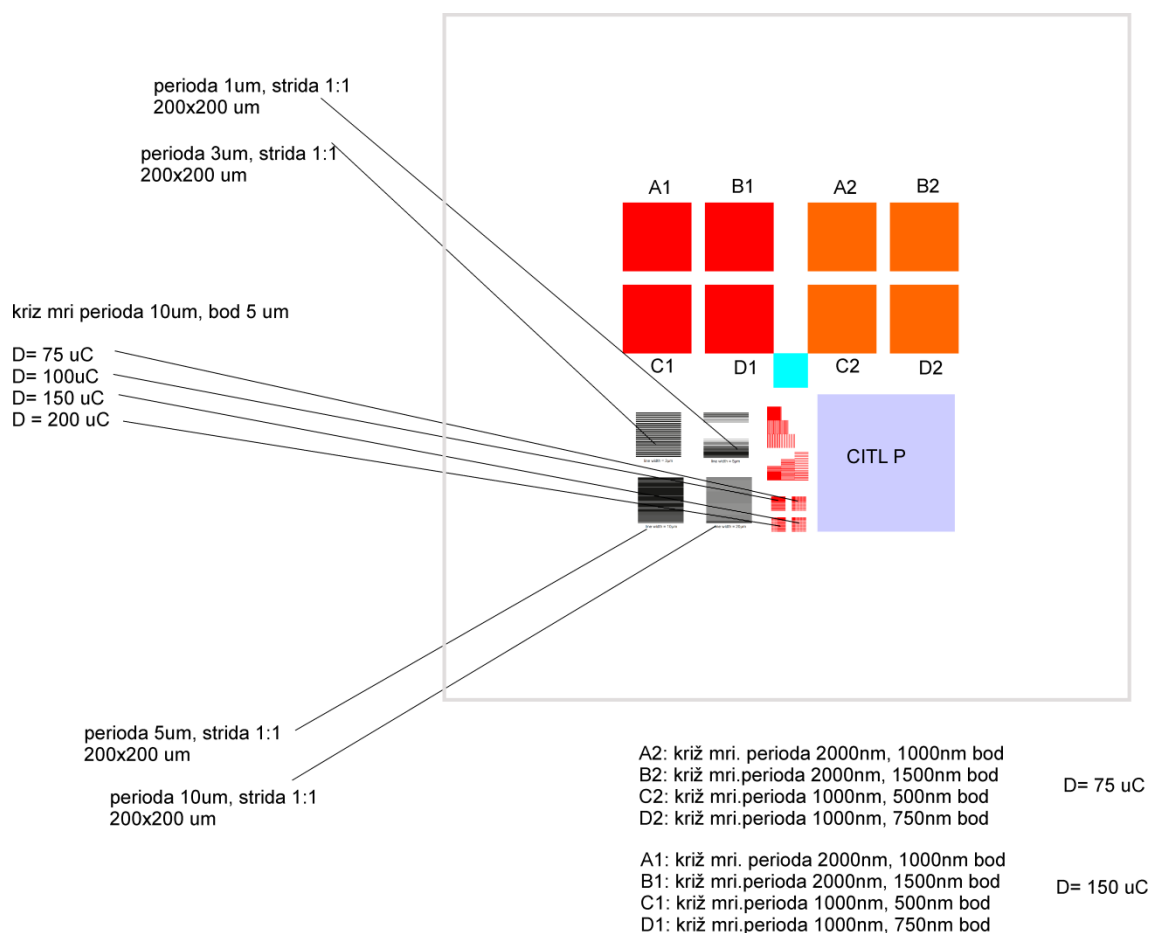 perioda 1um, strida 1:1
200x200 um
perioda 3um, strida 1:1
200x200 um
A1
B1
A2
B2
kriz mri perioda 10um, bod 5 um
D= 75 uC
D= 100uC
D= 150 uC
D = 200 uC
C1
D1
C2
D2
CITL P
perioda 5um, strida 1:1
200x200 um
perioda 10um, strida 1:1
200x200 um
A2: križ mri. perioda 2000nm, 1000nm bod
B2: križ mri.perioda 2000nm, 1500nm bod
C2: križ mri.perioda 1000nm, 500nm bod
D2: križ mri.perioda 1000nm, 750nm bod
D= 75 uC
A1: križ mri. perioda 2000nm, 1000nm bod
B1: križ mri.perioda 2000nm, 1500nm bod
C1: križ mri.perioda 1000nm, 500nm bod
D1: križ mri.perioda 1000nm, 750nm bod
D= 150 uC